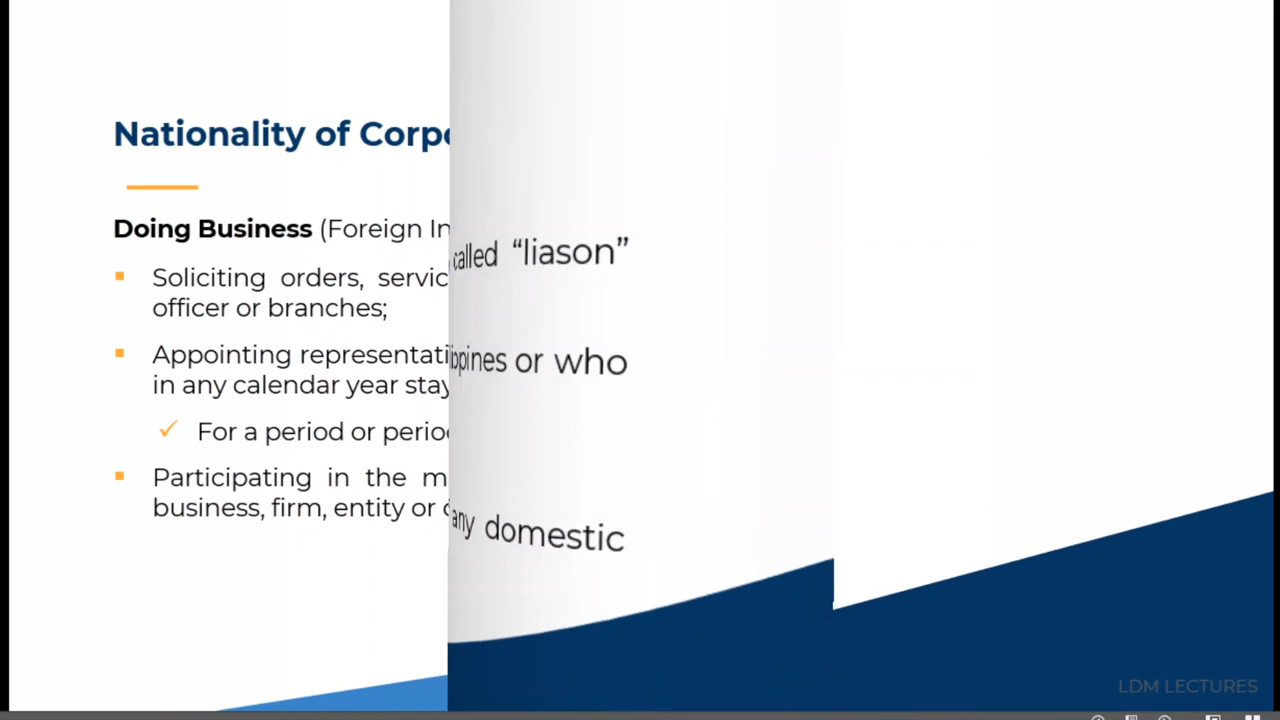 Nationality of Corpo
Doing Business (Foreign In
Soliciting orders, servic called “liason”
officer or branches;
Appointing representati ippines or who
in any calendar year stay
For a period or perio
Participating in the m any domestic
business, firm, entity or
LDM LECTURES